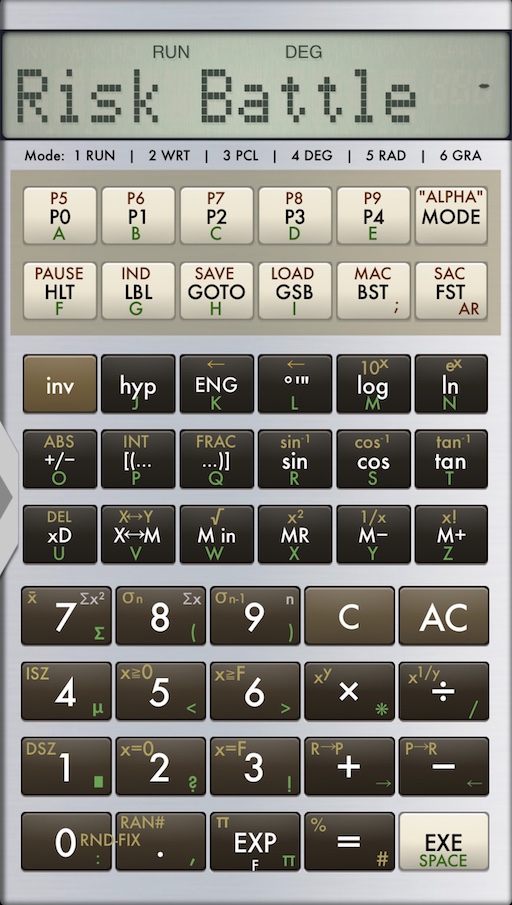 RUN DEG
Risk Battle -
Mode: 1 RUN | 2 WRT | 3 PCL | 4 DEG | 5 RAD | 6 GRA
P5 P6 P7 P8 P9 "ALPHA"
P0 P1 P2 P3 P4 MODE
A B C D E
PAUSE IND SAVE LOAD MAC SAC
HLT LBL GOTO GSB BST FST
F G H I ; AR
← ← 10ˣ eˣ
inv hyp ENG °'" log ln
J K L M N
ABS INT FRAC sin⁻¹ cos⁻¹ tan⁻¹
+/− [(... ...)] sin cos tan
O P Q R S T
DEL X↔Y √ x² 1/x x!
xD X↔M M in MR M− M+
U V W X Y Z
x̄ Σx² σn Σx σn-1 n
7 8 9 C AC
Σ ( )
ISZ x≧0 x≧F xʸ x¹/ʸ
4 5 6 × ÷
µ < > ✱ /
DSZ x=0 x=F R→P P→R
1 2 3 + −
■ ? ! → ←
RAN# π %
0 . EXP = EXE
RND-FIX
: , F π # SPACE